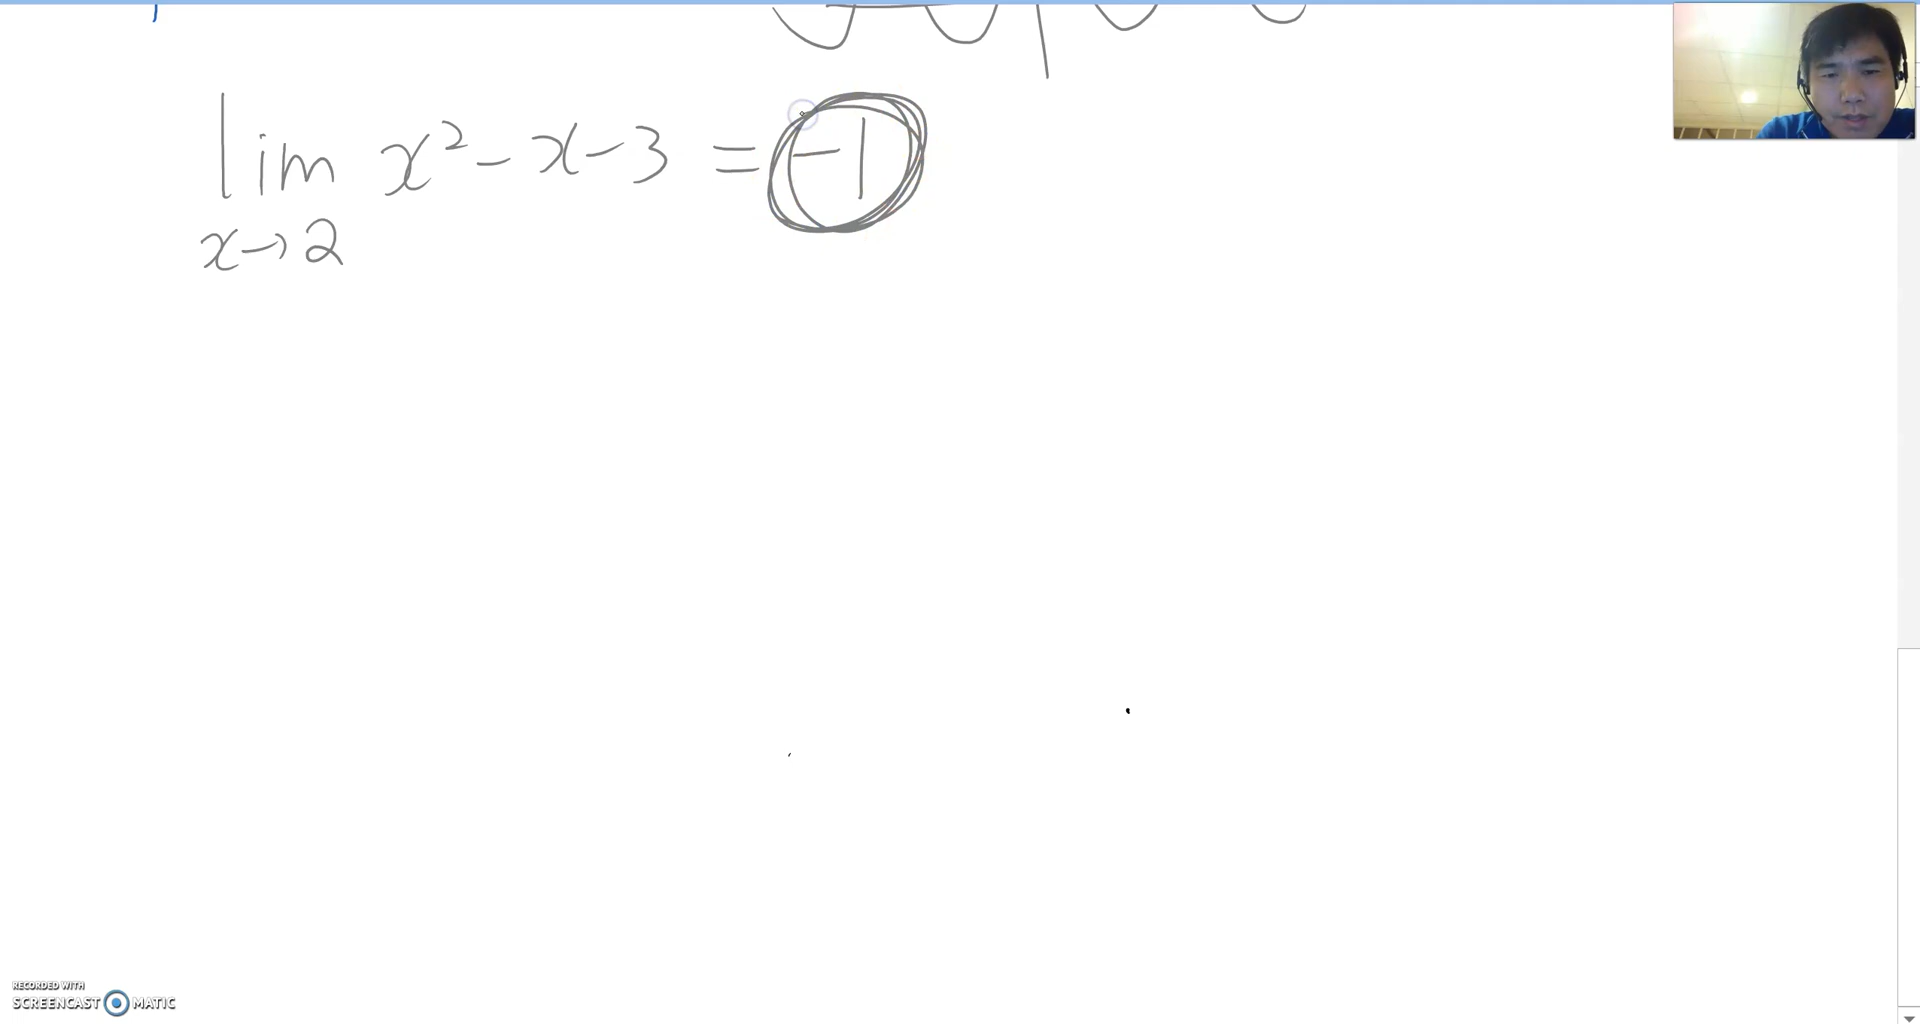 lim x² - x - 3 = -1
x→2
RECORDED WITH
SCREENCAST MATIC